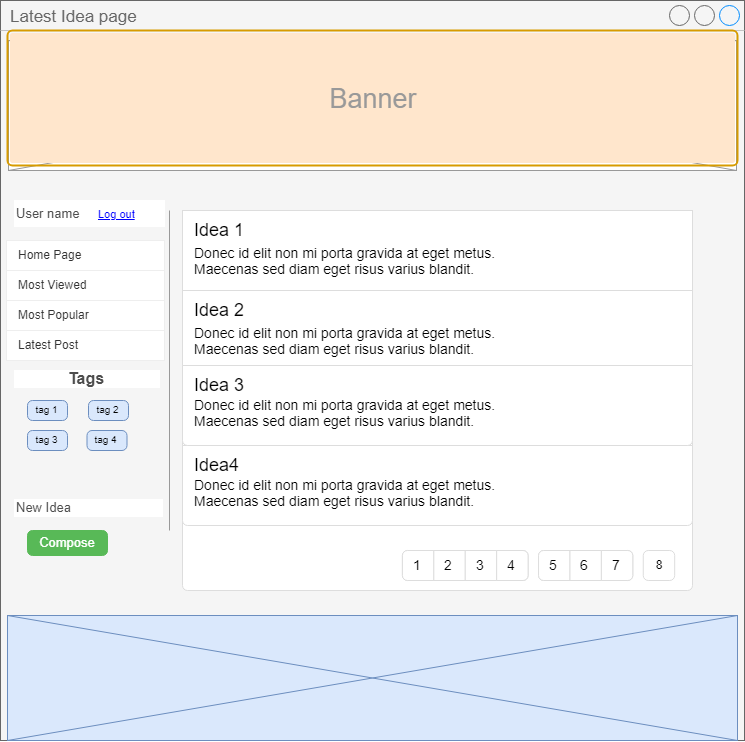 Latest Idea page
Banner
User name Log out
Home Page
Most Viewed
Most Popular
Latest Post
Tags
tag 1 tag 2
tag 3 tag 4
New Idea
Compose
Idea 1
Donec id elit non mi porta gravida at eget metus.
Maecenas sed diam eget risus varius blandit.
Idea 2
Donec id elit non mi porta gravida at eget metus.
Maecenas sed diam eget risus varius blandit.
Idea 3
Donec id elit non mi porta gravida at eget metus.
Maecenas sed diam eget risus varius blandit.
Idea4
Donec id elit non mi porta gravida at eget metus.
Maecenas sed diam eget risus varius blandit.
1 2 3 4 5 6 7 8